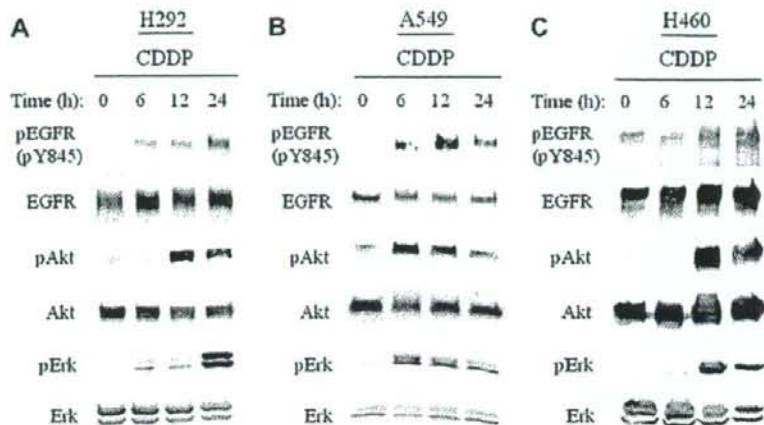 A H292
CDDP
Time (h): 0 6 12 24
pEGFR
(pY845)
EGFR
pAkt
Akt
pErk
Erk
B A549
CDDP
Time (h): 0 6 12 24
pEGFR
(pY845)
EGFR
pAkt
Akt
pErk
Erk
C H460
CDDP
Time (h): 0 6 12 24
pEGFR
(pY845)
EGFR
pAkt
Akt
pErk
Erk